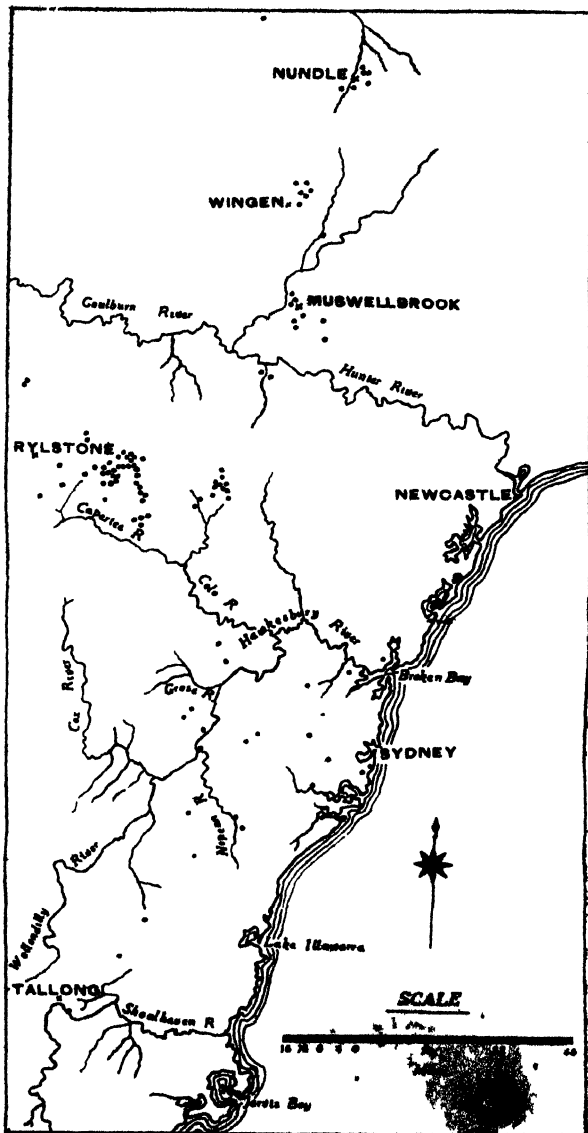 NUNDLE
WINGEN
MUSWELLBROOK
Goulburn River
Hunter River
RYLSTONE
NEWCASTLE
Capertee R
Colo R
Hawkesbury River
Broken Bay
Cox River
Grose R
SYDNEY
Nepean R
Wollondilly River
Lake Illawarra
TALLONG
Shoalhaven R
SCALE
Bay